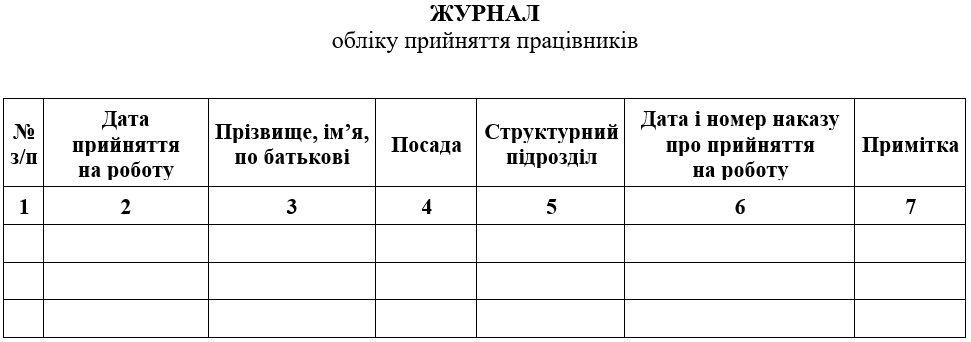 ЖУРНАЛ
обліку прийняття працівників
№ з/п
Дата прийняття на роботу
Прізвище, ім’я, по батькові
Посада
Структурний підрозділ
Дата і номер наказу про прийняття на роботу
Примітка
1 2 3 4 5 6 7